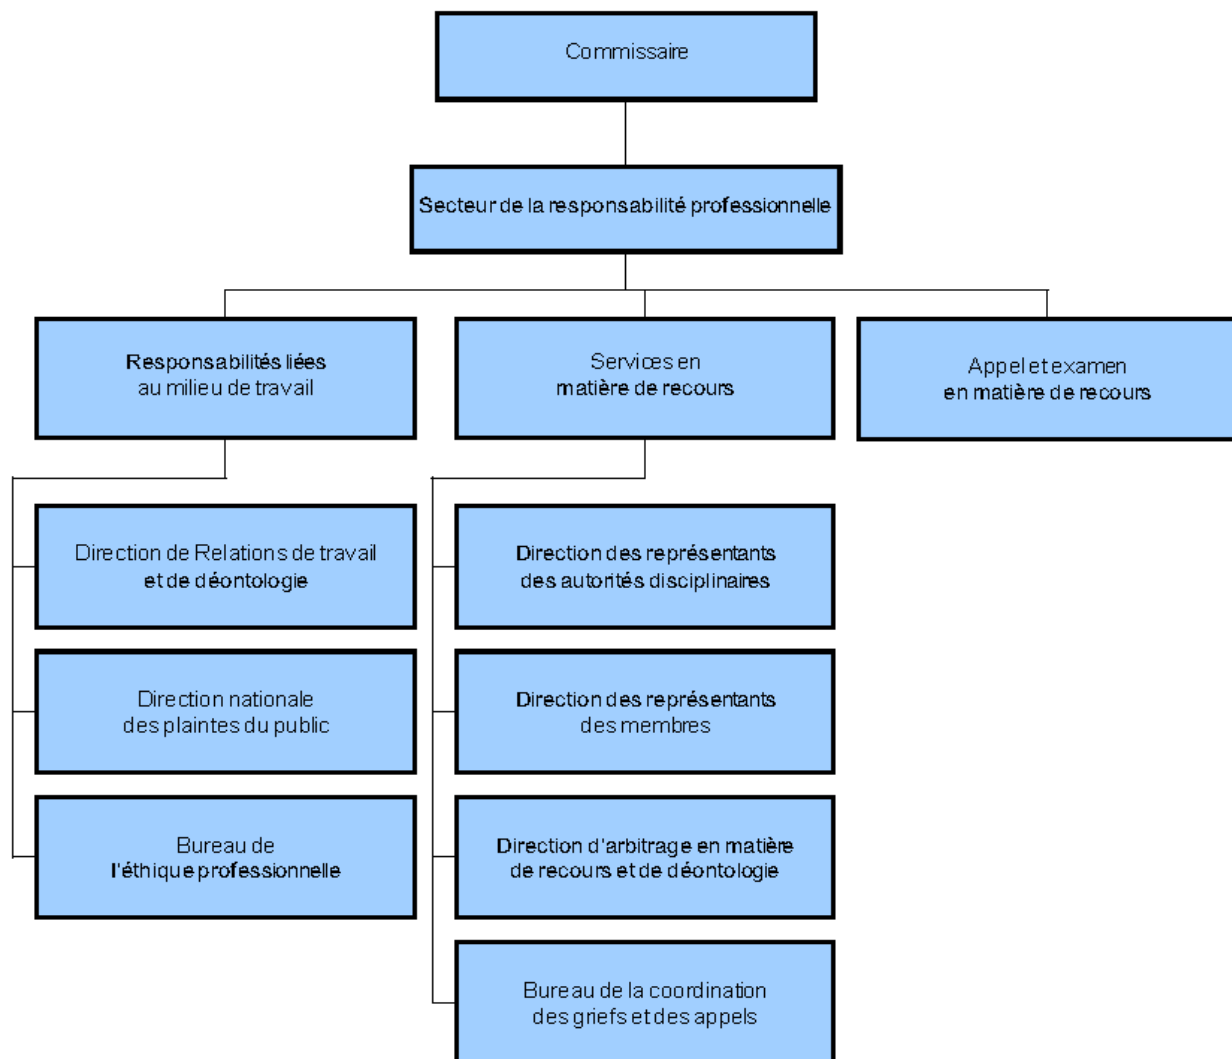 Commissaire
Secteur de la responsabilité professionnelle
Responsabilités liées
au milieu de travail
Services en
matière de recours
Appel et examen
en matière de recours
Direction de Relations de travail
et de déontologie
Direction nationale
des plaintes du public
Bureau de
l'éthique professionnelle
Direction des représentants
des autorités disciplinaires
Direction des représentants
des membres
Direction d'arbitrage en matière
de recours et de déontologie
Bureau de la coordination
des griefs et des appels